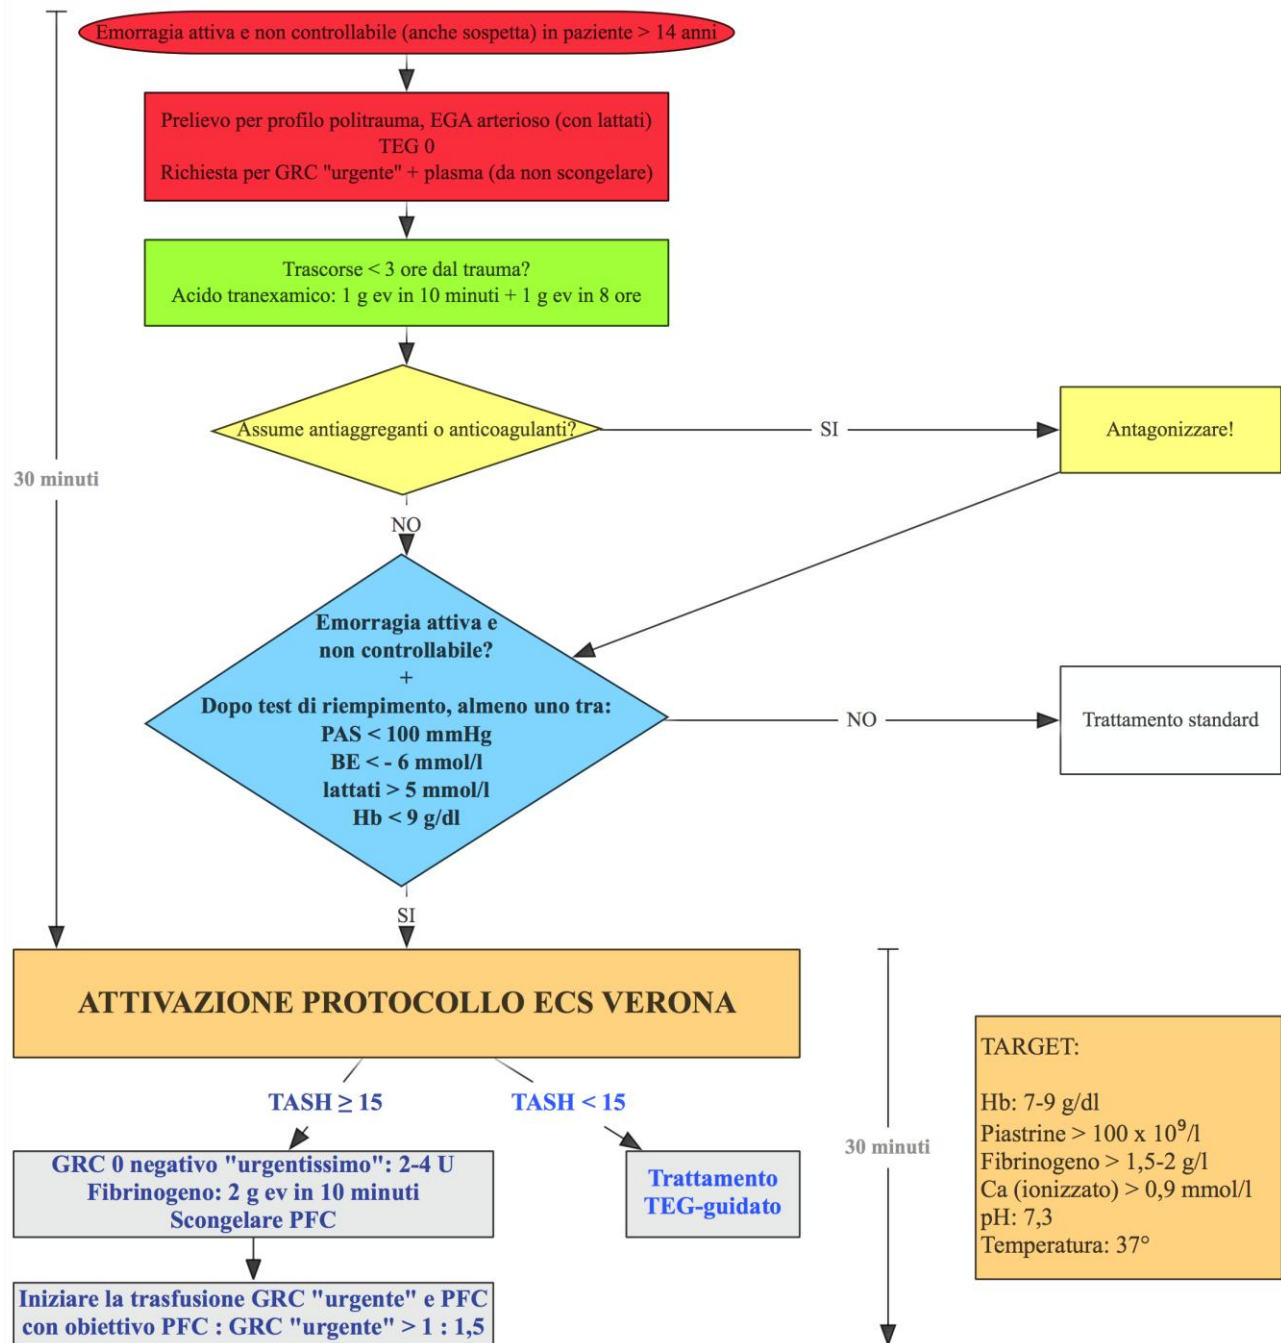 Emorragia attiva e non controllabile (anche sospetta) in paziente > 14 anni
Prelievo per profilo politrauma, EGA arterioso (con lattati)
TEG 0
Richiesta per GRC "urgente" + plasma (da non scongelare)
Trascorse < 3 ore dal trauma?
Acido tranexamico: 1 g ev in 10 minuti + 1 g ev in 8 ore
Assume antiaggreganti o anticoagulanti?
SI
Antagonizzare!
30 minuti
NO
Emorragia attiva e
non controllabile?
+
Dopo test di riempimento, almeno uno tra:
PAS < 100 mmHg
BE < - 6 mmol/l
lattati > 5 mmol/l
Hb < 9 g/dl
NO
Trattamento standard
SI
ATTIVAZIONE PROTOCOLLO ECS VERONA
TASH ≥ 15
TASH < 15
GRC 0 negativo "urgentissimo": 2-4 U
Fibrinogeno: 2 g ev in 10 minuti
Scongelare PFC
Trattamento
TEG-guidato
Iniziare la trasfusione GRC "urgente" e PFC
con obiettivo PFC : GRC "urgente" > 1 : 1,5
30 minuti
TARGET:
Hb: 7-9 g/dl
Piastrine > 100 x 10⁹/l
Fibrinogeno > 1,5-2 g/l
Ca (ionizzato) > 0,9 mmol/l
pH: 7,3
Temperatura: 37°